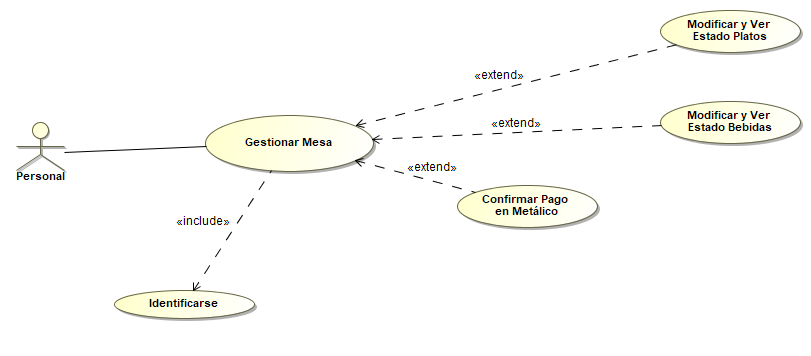 Modificar y Ver
Estado Platos
«extend»
Modificar y Ver
Estado Bebidas
«extend»
Gestionar Mesa
«extend»
Personal
Confirmar Pago
en Metálico
«include»
Identificarse